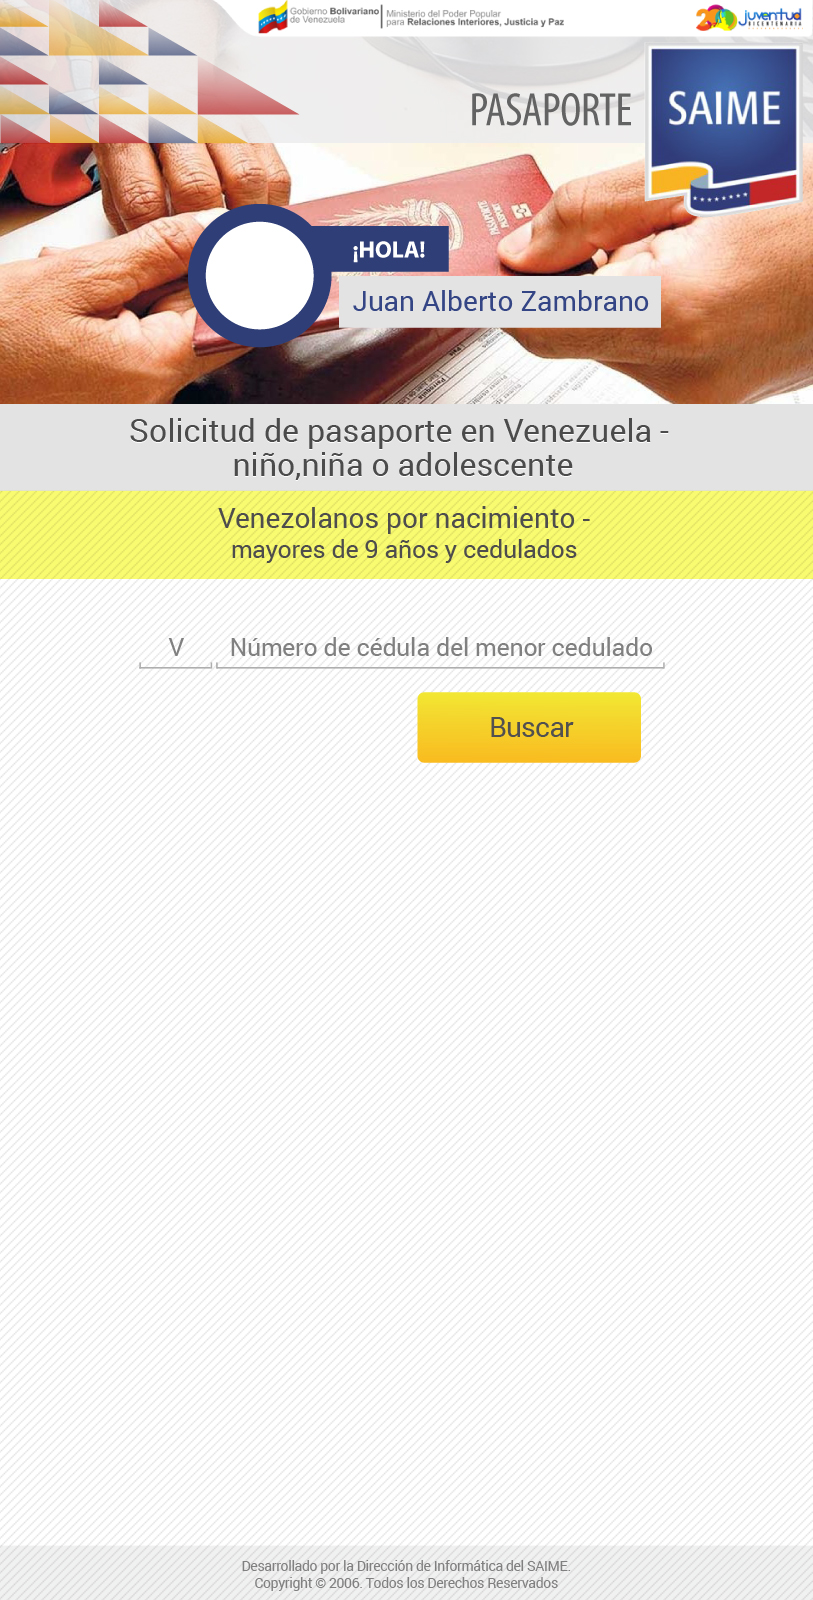 Gobierno Bolivariano
de Venezuela
Ministerio del Poder Popular
para Relaciones Interiores, Justicia y Paz
200 juventud
BICENTENARIA
PASAPORTE
SAIME
PASAPORTE
¡HOLA!
Juan Alberto Zambrano
Solicitud de pasaporte en Venezuela -
niño,niña o adolescente
Venezolanos por nacimiento -
mayores de 9 años y cedulados
V
Número de cédula del menor cedulado
Buscar
Desarrollado por la Dirección de Informática del SAIME.
Copyright © 2006. Todos los Derechos Reservados